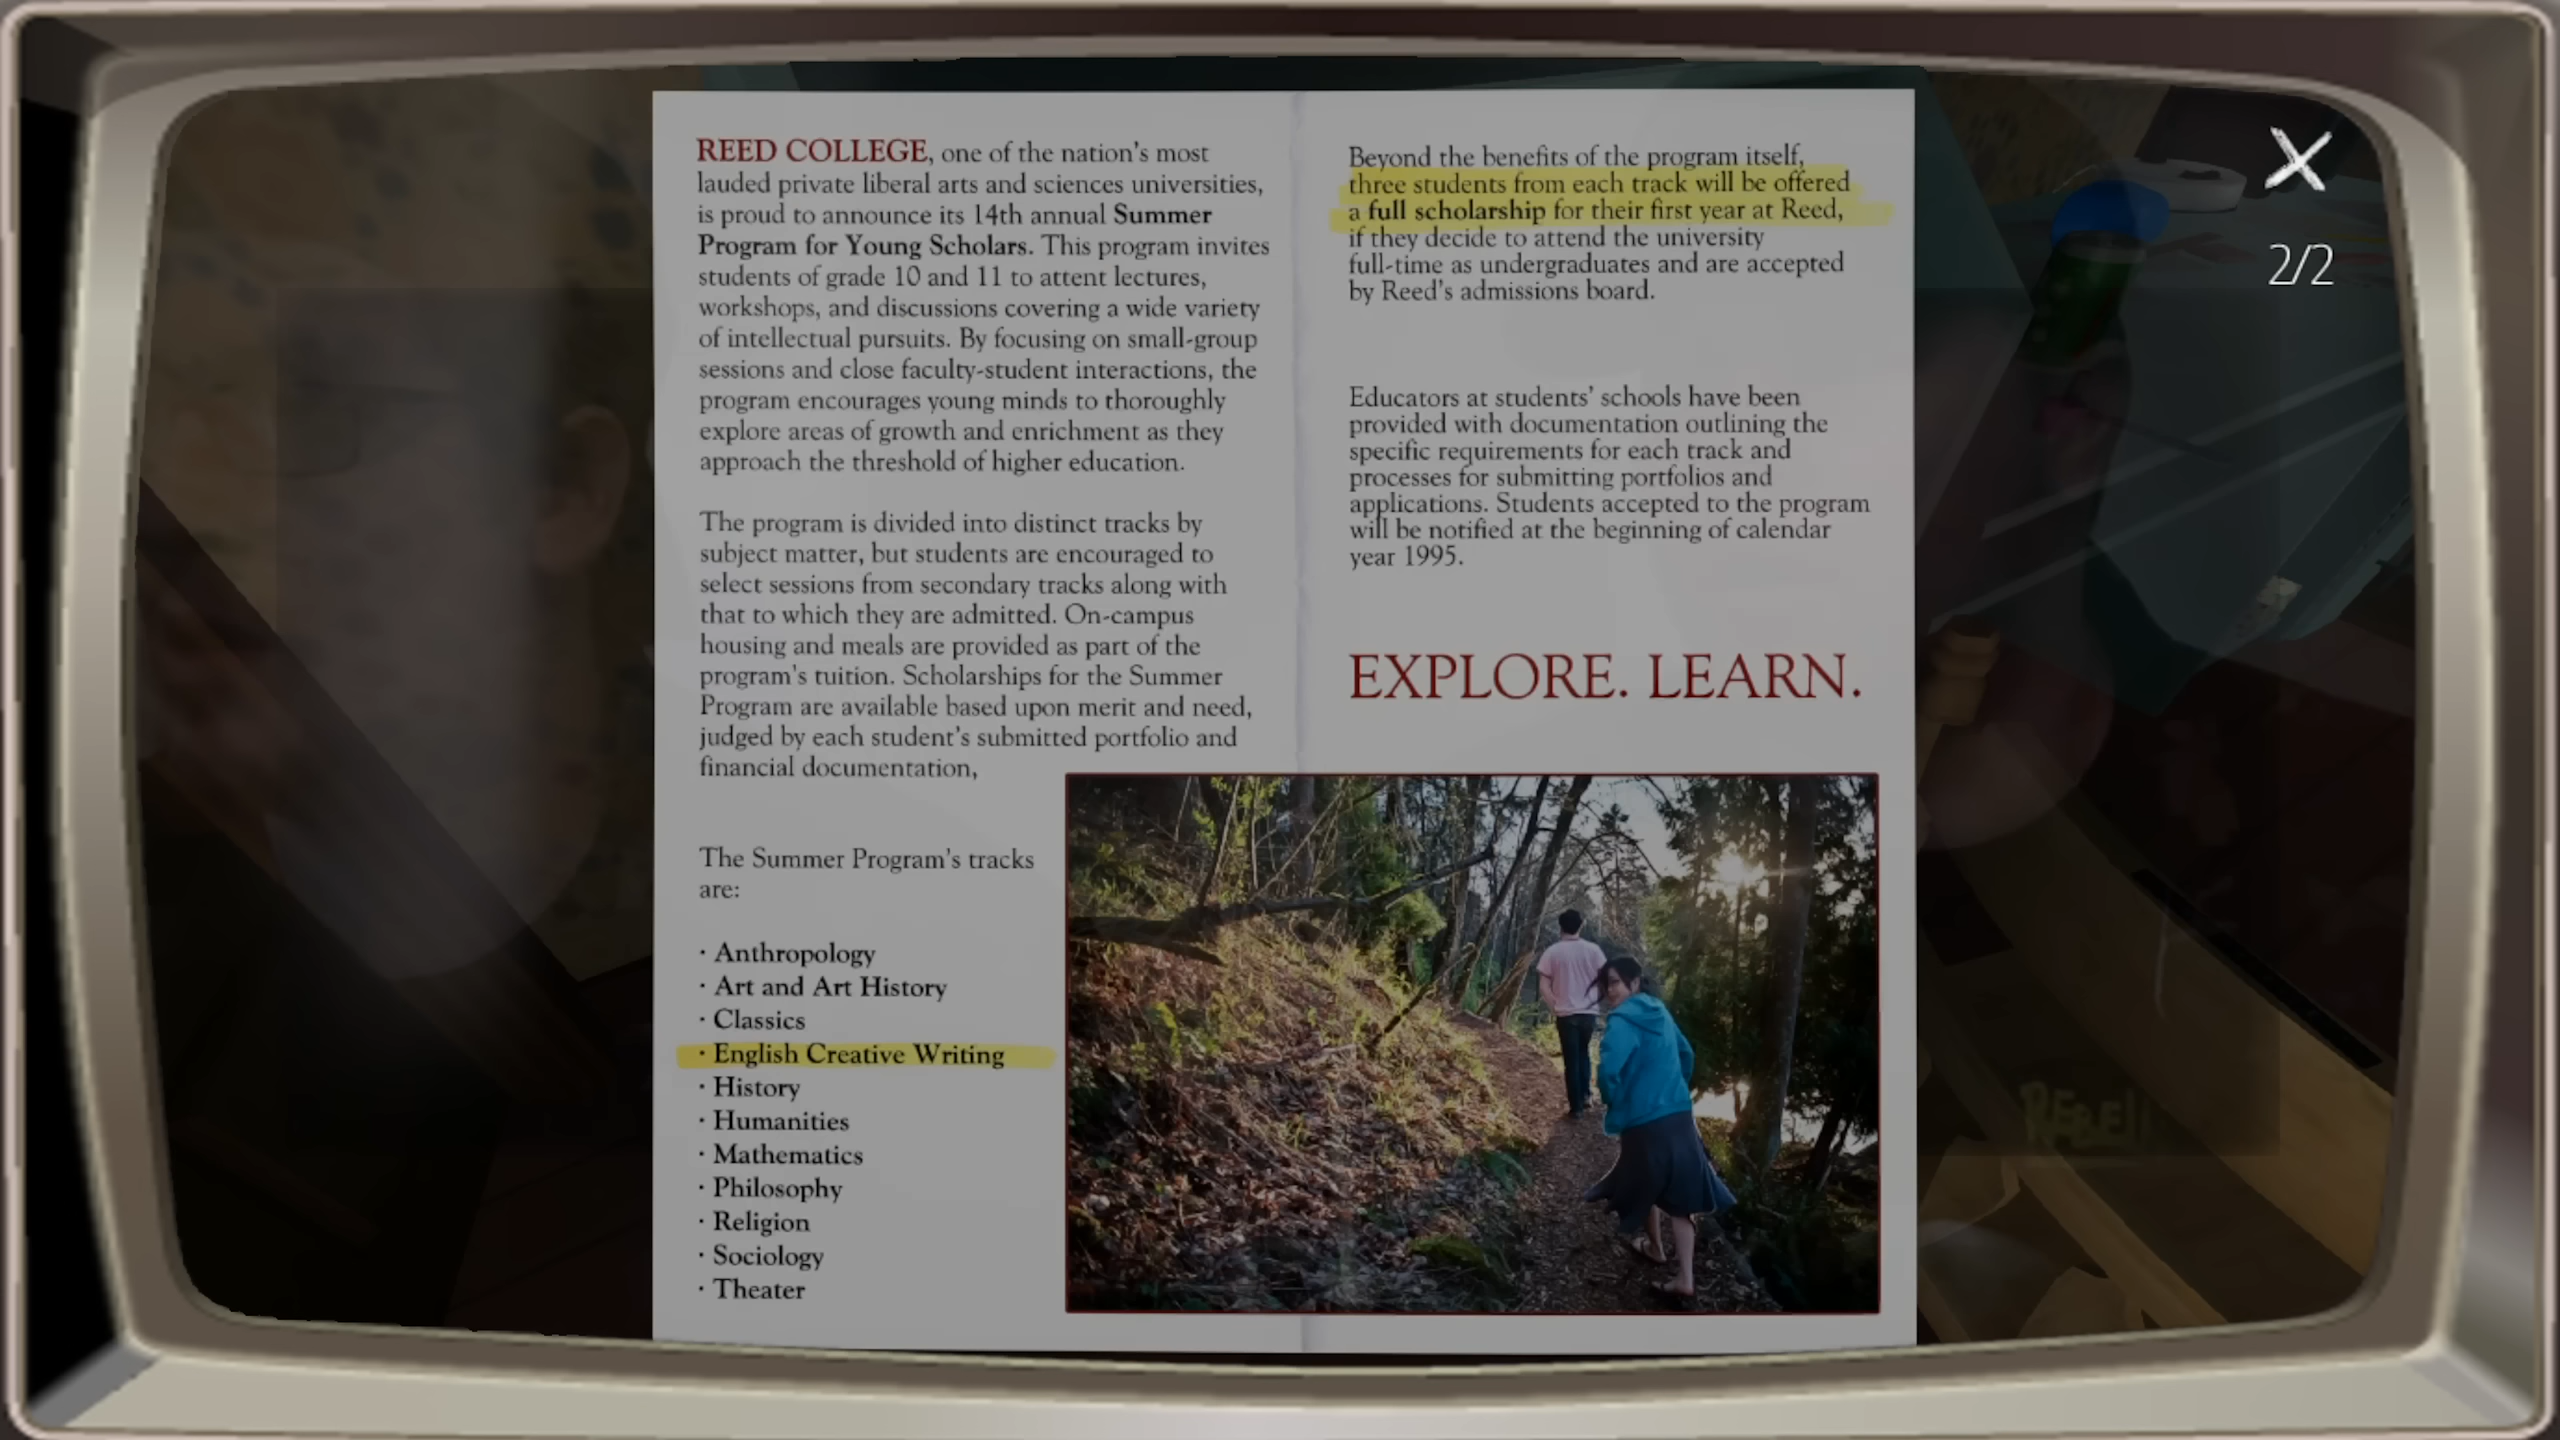 REED COLLEGE, one of the nation's most
lauded private liberal arts and sciences universities,
is proud to announce its 14th annual Summer
Program for Young Scholars. This program invites
students of grade 10 and 11 to attent lectures,
workshops, and discussions covering a wide variety
of intellectual pursuits. By focusing on small-group
sessions and close faculty-student interactions, the
program encourages young minds to thoroughly
explore areas of growth and enrichment as they
approach the threshold of higher education.
The program is divided into distinct tracks by
subject matter, but students are encouraged to
select sessions from secondary tracks along with
that to which they are admitted. On-campus
housing and meals are provided as part of the
program's tuition. Scholarships for the Summer
Program are available based upon merit and need,
judged by each student's submitted portfolio and
financial documentation,
The Summer Program's tracks
are:
· Anthropology
· Art and Art History
· Classics
· English Creative Writing
· History
· Humanities
· Mathematics
· Philosophy
· Religion
· Sociology
· Theater
Beyond the benefits of the program itself,
three students from each track will be offered
a full scholarship for their first year at Reed,
if they decide to attend the university
full-time as undergraduates and are accepted
by Reed's admissions board.
Educators at students' schools have been
provided with documentation outlining the
specific requirements for each track and
processes for submitting portfolios and
applications. Students accepted to the program
will be notified at the beginning of calendar
year 1995.
EXPLORE. LEARN.
2/2